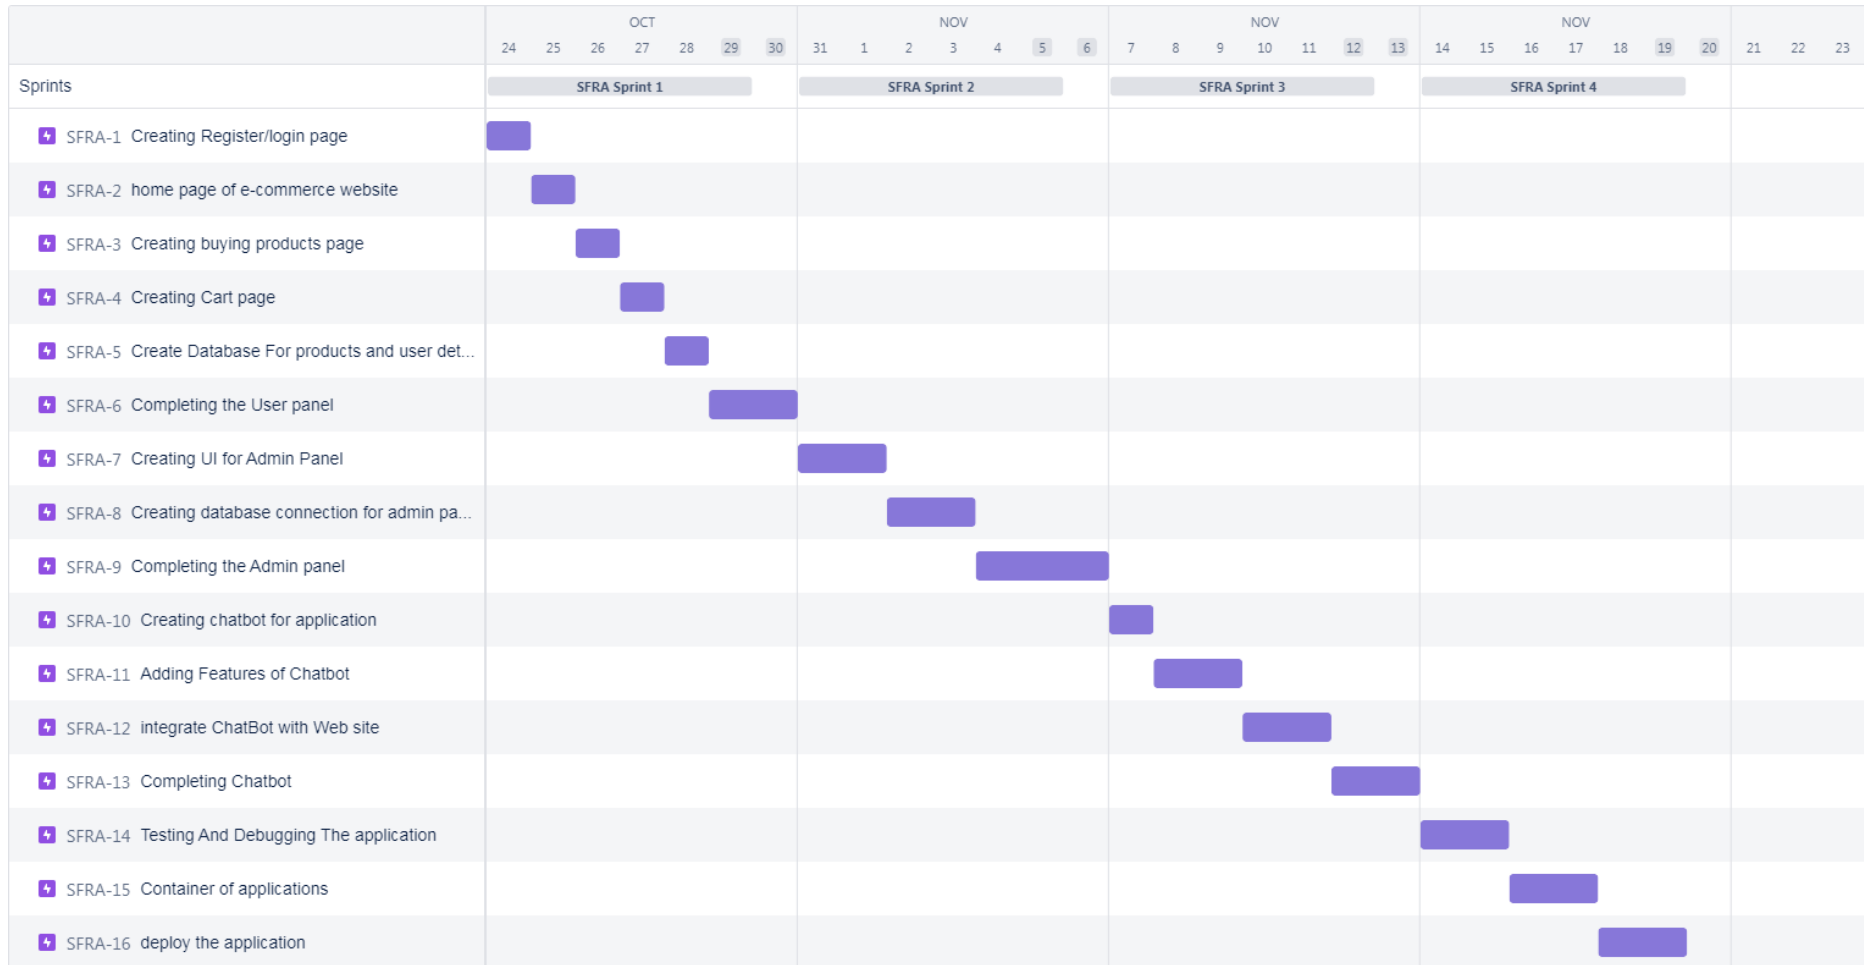 OCT NOV NOV NOV
24 25 26 27 28 29 30 31 1 2 3 4 5 6 7 8 9 10 11 12 13 14 15 16 17 18 19 20 21 22 23
Sprints SFRA Sprint 1 SFRA Sprint 2 SFRA Sprint 3 SFRA Sprint 4
SFRA-1 Creating Register/login page
SFRA-2 home page of e-commerce website
SFRA-3 Creating buying products page
SFRA-4 Creating Cart page
SFRA-5 Create Database For products and user det...
SFRA-6 Completing the User panel
SFRA-7 Creating UI for Admin Panel
SFRA-8 Creating database connection for admin pa...
SFRA-9 Completing the Admin panel
SFRA-10 Creating chatbot for application
SFRA-11 Adding Features of Chatbot
SFRA-12 integrate ChatBot with Web site
SFRA-13 Completing Chatbot
SFRA-14 Testing And Debugging The application
SFRA-15 Container of applications
SFRA-16 deploy the application